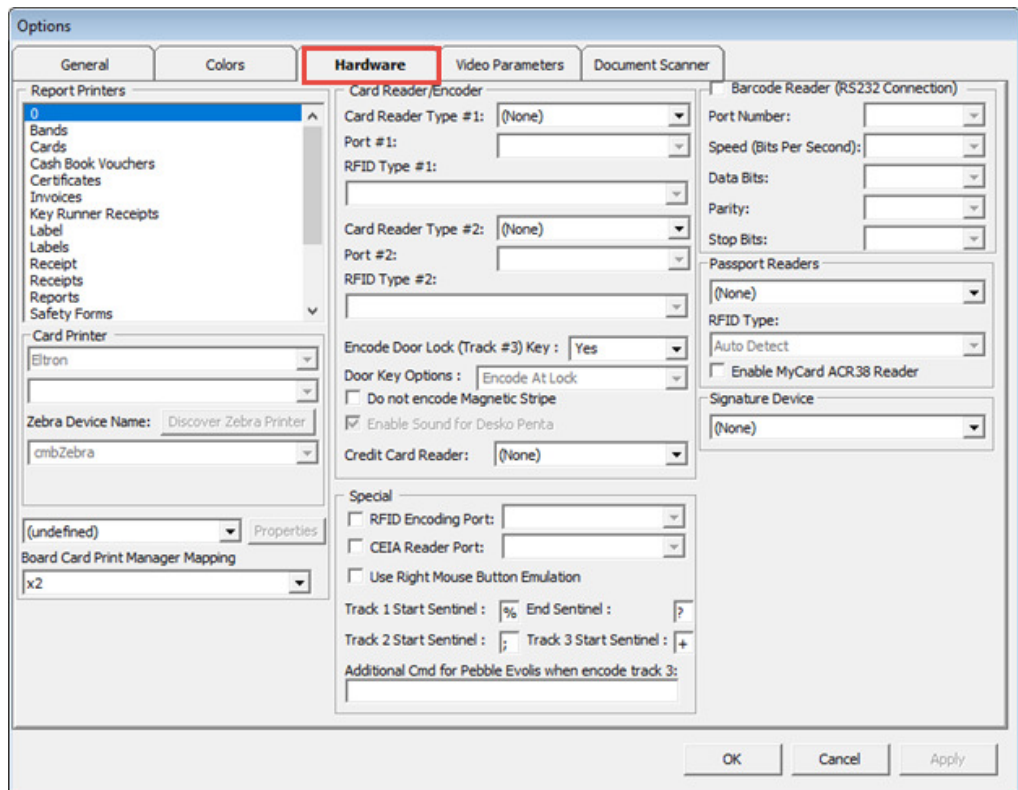 Options
General
Colors
Hardware
Video Parameters
Document Scanner
Report Printers
0
Bands
Cards
Cash Book Vouchers
Certificates
Invoices
Key Runner Receipts
Label
Labels
Receipt
Receipts
Reports
Safety Forms
Card Printer
Eltron
Zebra Device Name: Discover Zebra Printer
cmbZebra
(undefined) Properties
Board Card Print Manager Mapping
x2
Card Reader/Encoder
Card Reader Type #1: (None)
Port #1:
RFID Type #1:
Card Reader Type #2: (None)
Port #2:
RFID Type #2:
Encode Door Lock (Track #3) Key : Yes
Door Key Options : Encode At Lock
Do not encode Magnetic Stripe
Enable Sound for Desko Penta
Credit Card Reader: (None)
Special
RFID Encoding Port:
CEIA Reader Port:
Use Right Mouse Button Emulation
Track 1 Start Sentinel : % End Sentinel : ?
Track 2 Start Sentinel : ; Track 3 Start Sentinel : +
Additional Cmd for Pebble Evolis when encode track 3:
Barcode Reader (RS232 Connection)
Port Number:
Speed (Bits Per Second):
Data Bits:
Parity:
Stop Bits:
Passport Readers
(None)
RFID Type:
Auto Detect
Enable MyCard ACR38 Reader
Signature Device
(None)
OK Cancel Apply